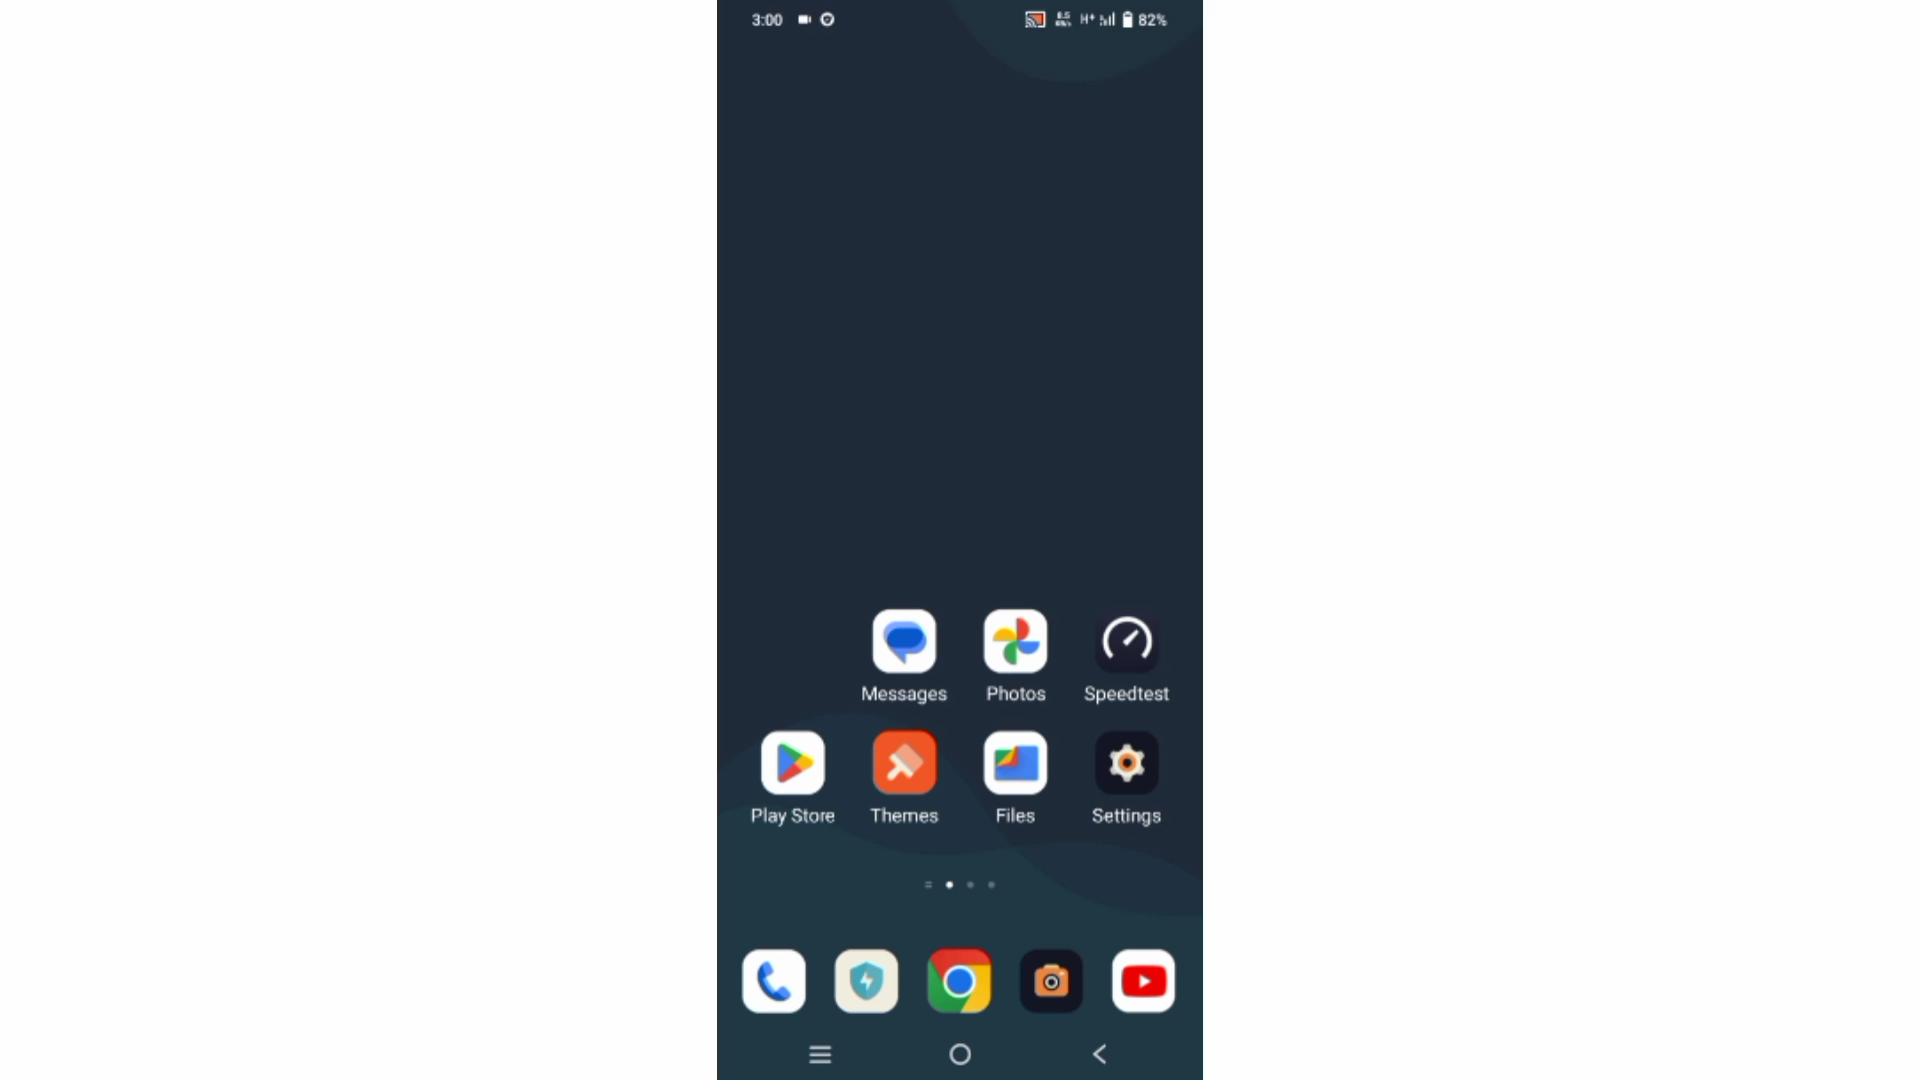 3:00
H+ 82%
Messages Photos Speedtest
Play Store Themes Files Settings